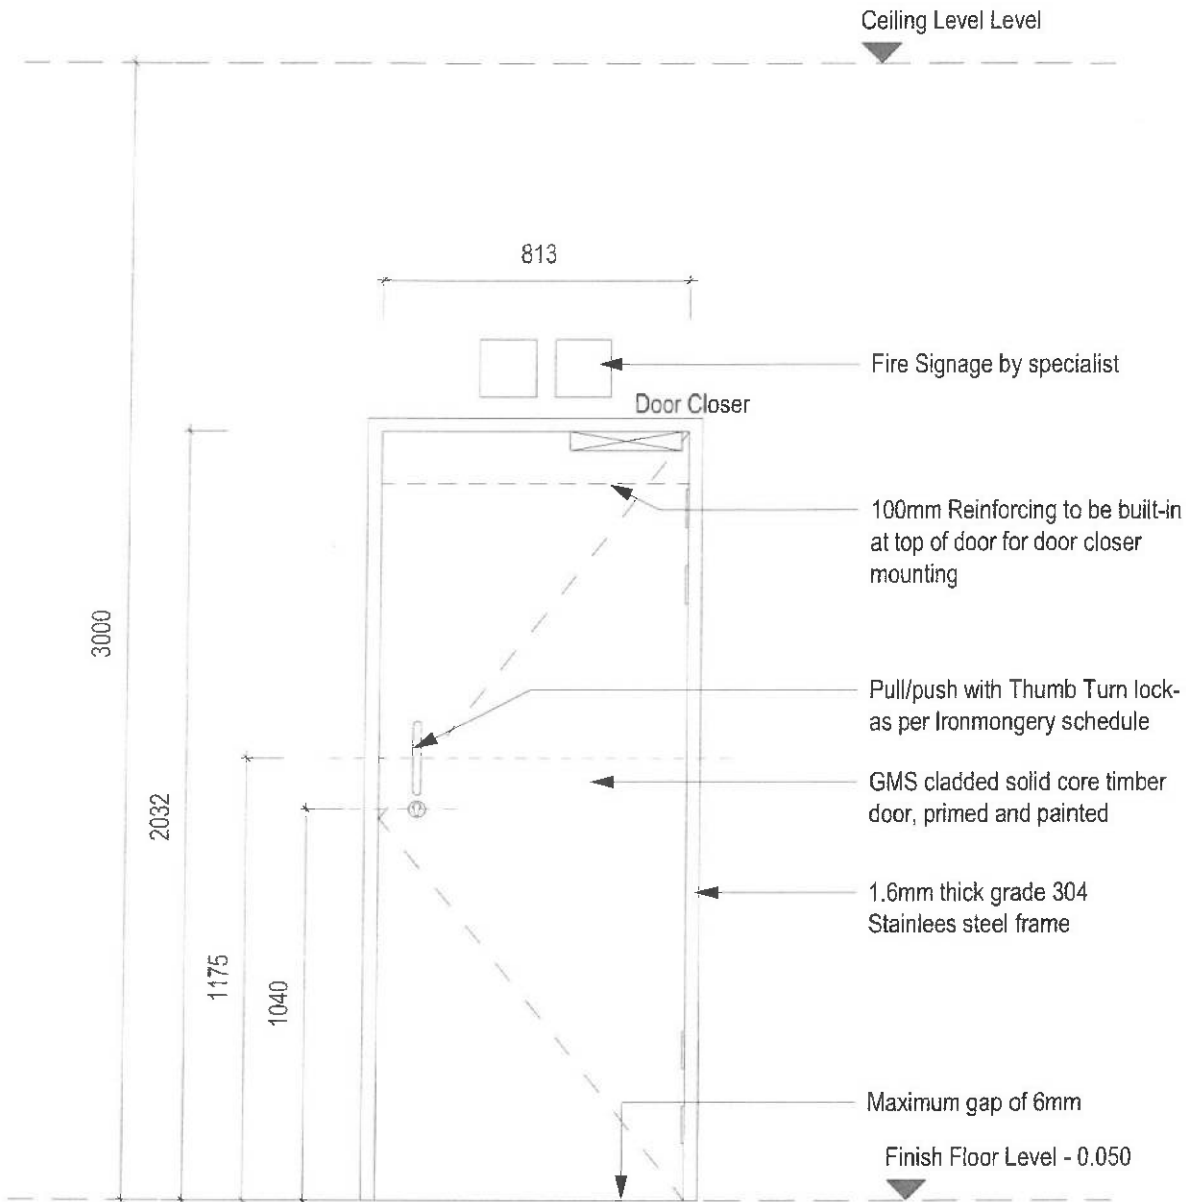 Ceiling Level Level
813
Fire Signage by specialist
Door Closer
100mm Reinforcing to be built-in
at top of door for door closer
mounting
3000
Pull/push with Thumb Turn lock-
as per Ironmongery schedule
2032
GMS cladded solid core timber
door, primed and painted
1.6mm thick grade 304
Stainlees steel frame
1175
1040
Maximum gap of 6mm
Finish Floor Level - 0.050